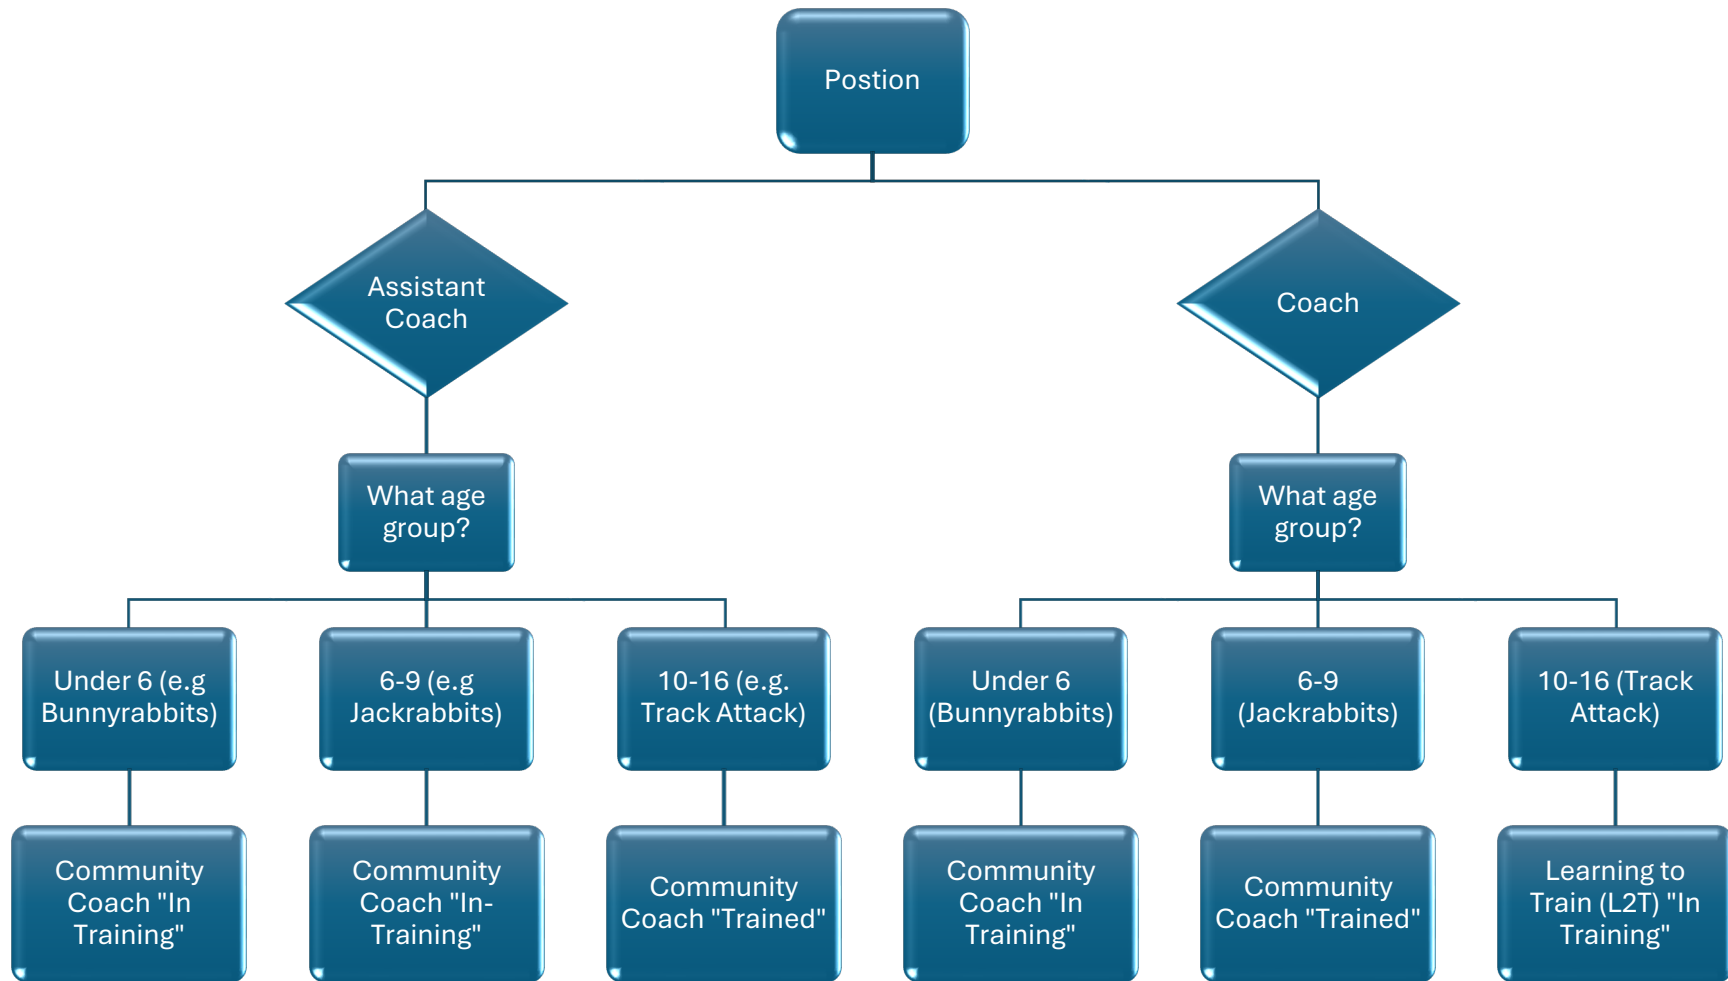 Postion
Assistant
Coach
Coach
What age
group?
What age
group?
Under 6 (e.g
Bunnyrabbits)
6-9 (e.g
Jackrabbits)
10-16 (e.g.
Track Attack)
Under 6
(Bunnyrabbits)
6-9
(Jackrabbits)
10-16 (Track
Attack)
Community
Coach "In
Training"
Community
Coach "In-
Training"
Community
Coach "Trained"
Community
Coach "In
Training"
Community
Coach "Trained"
Learning to
Train (L2T) "In
Training"